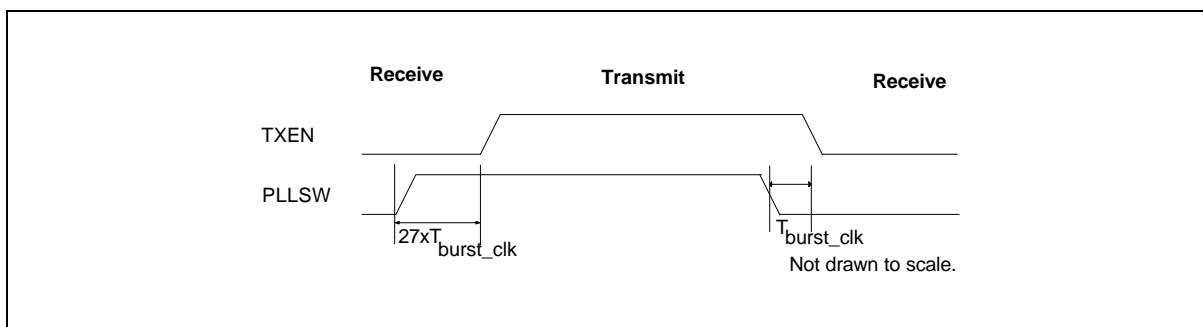 Receive Transmit Receive
TXEN
PLLSW
27xTburst_clk
Tburst_clk
Not drawn to scale.